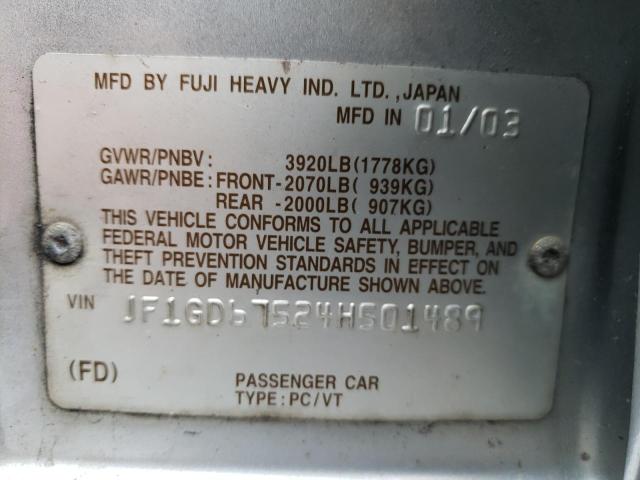 MFD BY FUJI HEAVY IND. LTD.,JAPAN
MFD IN 01/03
GVWR/PNBV: 3920LB(1778KG)
GAWR/PNBE: FRONT-2070LB( 939KG)
REAR -2000LB( 907KG)
THIS VEHICLE CONFORMS TO ALL APPLICABLE
FEDERAL MOTOR VEHICLE SAFETY, BUMPER, AND
THEFT PREVENTION STANDARDS IN EFFECT ON
THE DATE OF MANUFACTURE SHOWN ABOVE.
VIN JF1GD67524H501489
(FD) PASSENGER CAR
TYPE:PC/VT